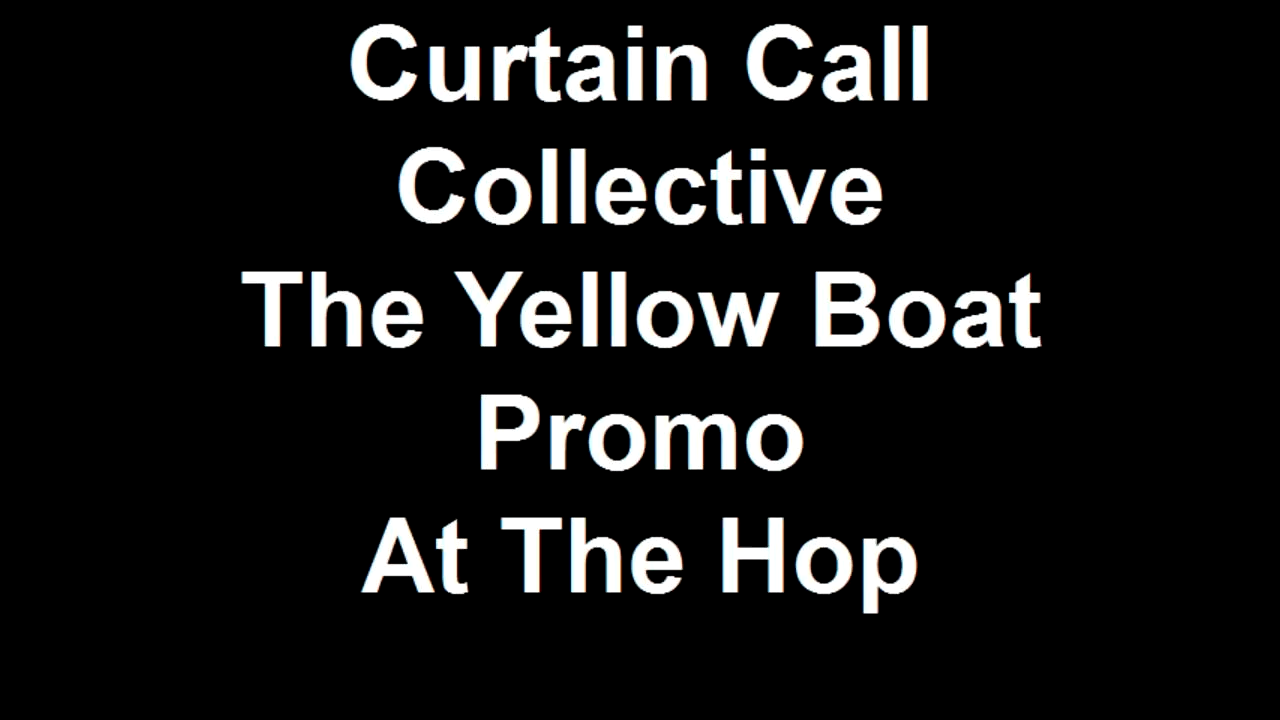 Curtain Call
Collective
The Yellow Boat
Promo
At The Hop